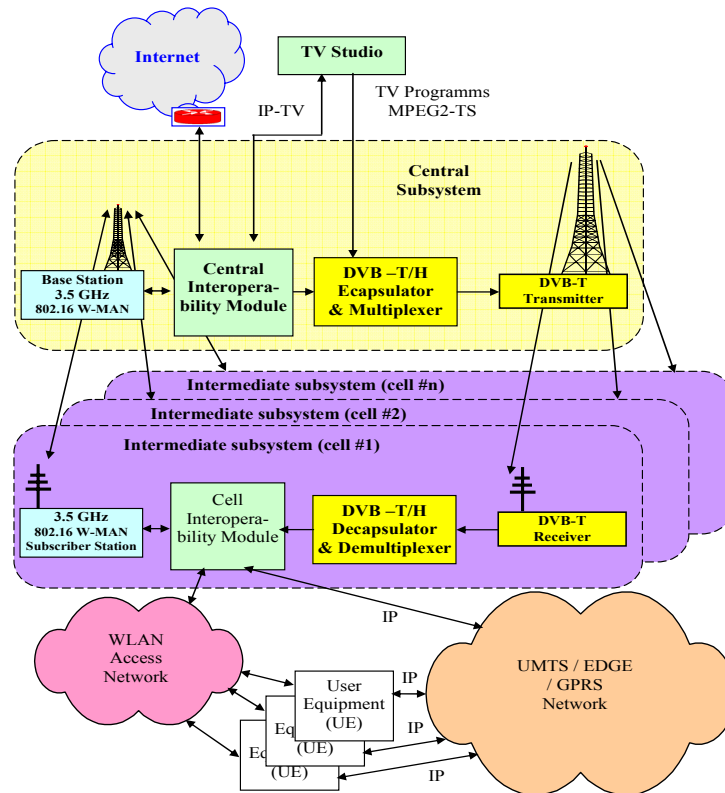 Internet
TV Studio
IP-TV
TV Programms
MPEG2-TS
Central
Subsystem
Base Station
3.5 GHz
802.16 W-MAN
Central
Interopera-
bility Module
DVB –T/H
Ecapsulator
& Multiplexer
DVB-T
Transmitter
Intermediate subsystem (cell #n)
Intermediate subsystem (cell #2)
Intermediate subsystem (cell #1)
3.5 GHz
802.16 W-MAN
Subscriber Station
Cell
Interopera-
bility Module
DVB –T/H
Decapsulator
& Demultiplexer
DVB-T
Receiver
WLAN
Access
Network
IP
User
Equipment
(UE)
IP
UMTS / EDGE
/ GPRS
Network
Eq
(UE)
IP
Eq
(UE)
IP